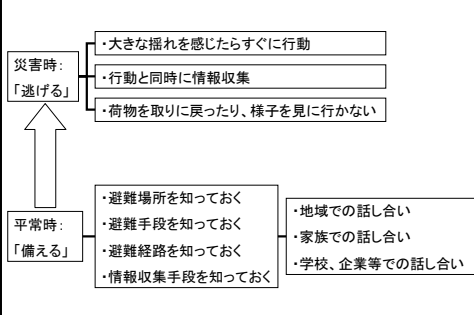 災害時：
「逃げる」
・大きな揺れを感じたらすぐに行動
・行動と同時に情報収集
・荷物を取りに戻ったり、様子を見に行かない
平常時：
「備える」
・避難場所を知っておく
・避難手段を知っておく
・避難経路を知っておく
・情報収集手段を知っておく
・地域での話し合い
・家族での話し合い
・学校、企業等での話し合い